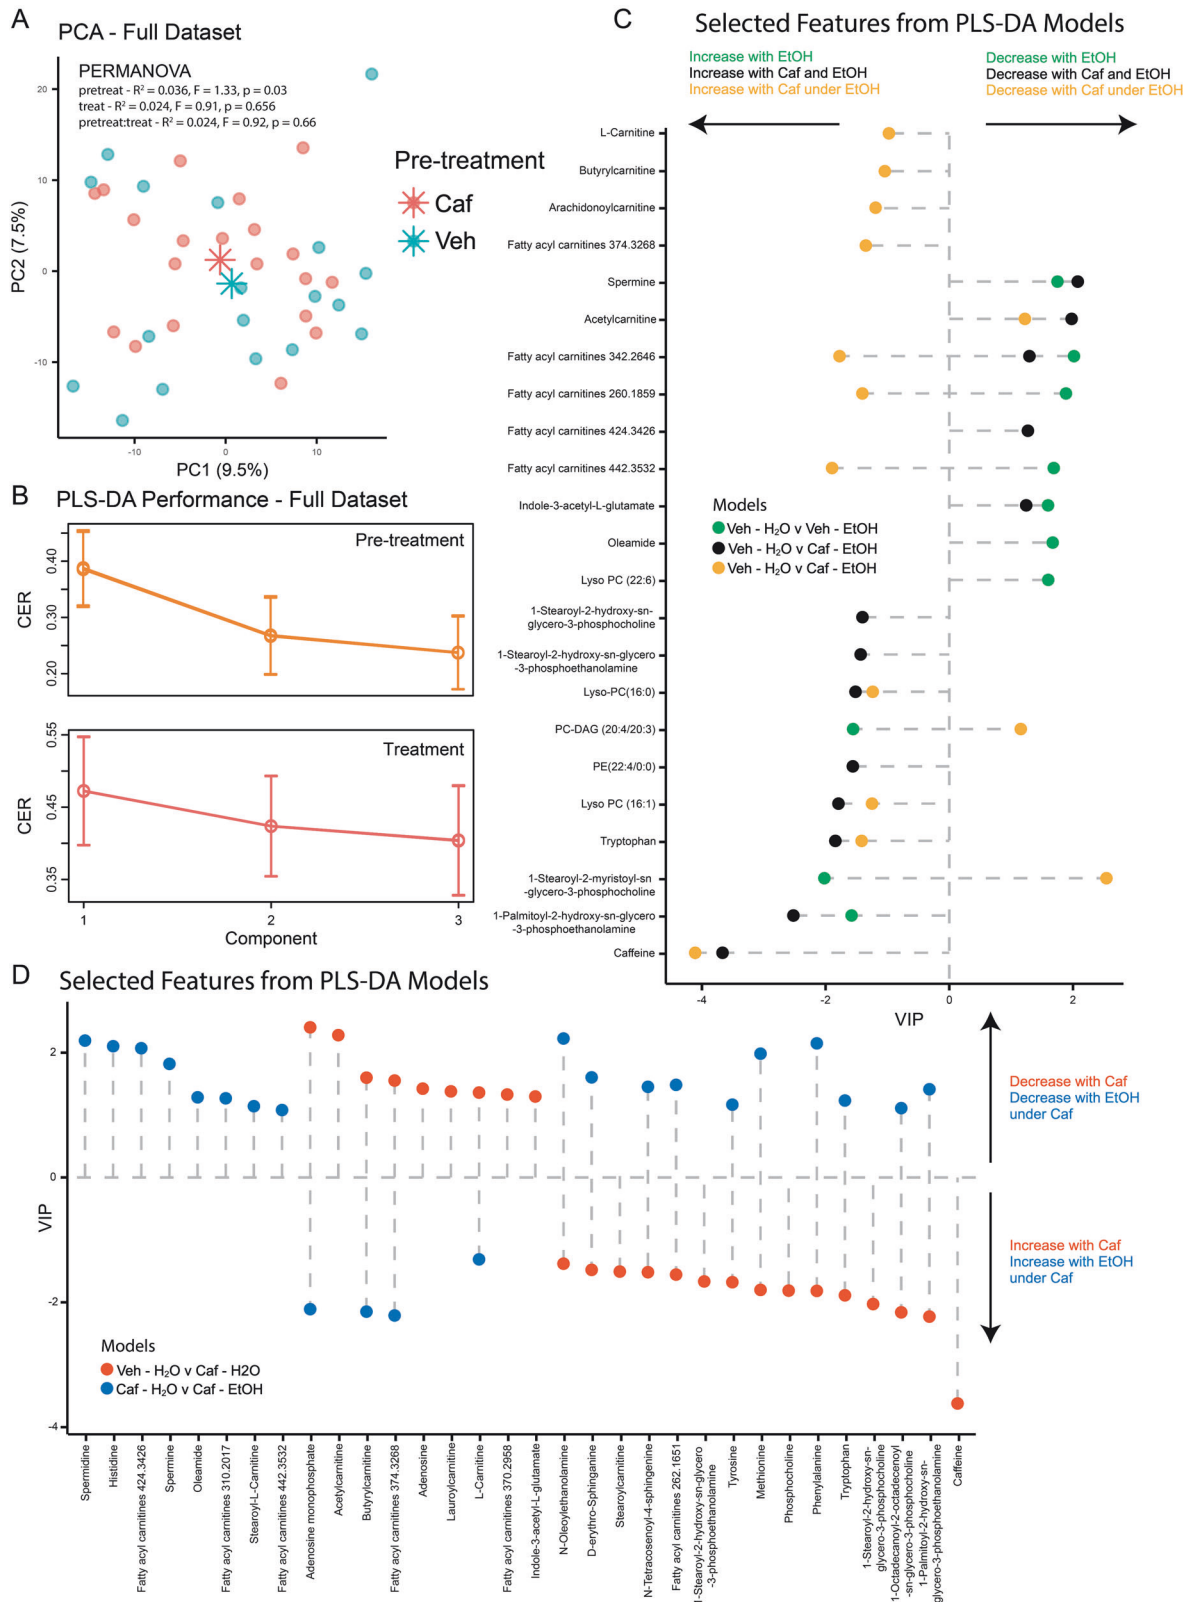 A
PCA - Full Dataset
PERMANOVA
pretreat - R² = 0.036, F = 1.33, p = 0.03
treat - R² = 0.024, F = 0.91, p = 0.656
pretreat:treat - R² = 0.024, F = 0.92, p = 0.66
20
10
0
-10
PC2 (7.5%)
-10
0
10
PC1 (9.5%)
Pre-treatment
Caf
Veh
B
PLS-DA Performance - Full Dataset
Pre-treatment
CER
0.40
0.30
0.20
Treatment
CER
0.55
0.45
0.35
1
2
3
Component
C
Selected Features from PLS-DA Models
Increase with EtOH
Increase with Caf and EtOH
Increase with Caf under EtOH
Decrease with EtOH
Decrease with Caf and EtOH
Decrease with Caf under EtOH
L-Carnitine
Butyrylcarnitine
Arachidonoylcarnitine
Fatty acyl carnitines 374.3268
Spermine
Acetylcarnitine
Fatty acyl carnitines 342.2646
Fatty acyl carnitines 260.1859
Fatty acyl carnitines 424.3426
Fatty acyl carnitines 442.3532
Indole-3-acetyl-L-glutamate
Oleamide
Lyso PC (22:6)
1-Stearoyl-2-hydroxy-sn-
glycero-3-phosphocholine
1-Stearoyl-2-hydroxy-sn-glycero
-3-phosphoethanolamine
Lyso-PC(16:0)
PC-DAG (20:4/20:3)
PE(22:4/0:0)
Lyso PC (16:1)
Tryptophan
1-Stearoyl-2-myristoyl-sn
-glycero-3-phosphocholine
1-Palmitoyl-2-hydroxy-sn-glycero
-3-phosphoethanolamine
Caffeine
Models
Veh - H₂O v Veh - EtOH
Veh - H₂O v Caf - EtOH
Veh - H₂O v Caf - EtOH
-4
-2
0
2
VIP
D
Selected Features from PLS-DA Models
2
0
-2
-4
VIP
Decrease with Caf
Decrease with EtOH
under Caf
Increase with Caf
Increase with EtOH
under Caf
Models
Veh - H₂O v Caf - H2O
Caf - H₂O v Caf - EtOH
Spermidine
Histidine
Fatty acyl carnitines 424.3426
Spermine
Oleamide
Fatty acyl carnitines 310.2017
Stearoyl-L-Carnitine
Fatty acyl carnitines 442.3532
Adenosine monophosphate
Acetylcarnitine
Butyrylcarnitine
Fatty acyl carnitines 374.3268
Adenosine
Lauroylcarnitine
L-Carnitine
Fatty acyl carnitines 370.2958
Indole-3-acetyl-L-glutamate
N-Oleoylethanolamine
D-erythro-Sphinganine
Stearoylcarnitine
N-Tetracosenoyl-4-sphingenine
Fatty acyl carnitines 262.1651
1-Stearoyl-2-hydroxy-sn-glycero
-3-phosphoethanolamine
Tyrosine
Methionine
Phosphocholine
Phenylalanine
Tryptophan
1-Stearoyl-2-hydroxy-sn-
glycero-3-phosphocholine
1-Octadecanoyl-2-octadecenoyl
-sn-glycero-3-phosphocholine
1-Palmitoyl-2-hydroxy-sn-
glycero-3-phosphoethanolamine
Caffeine